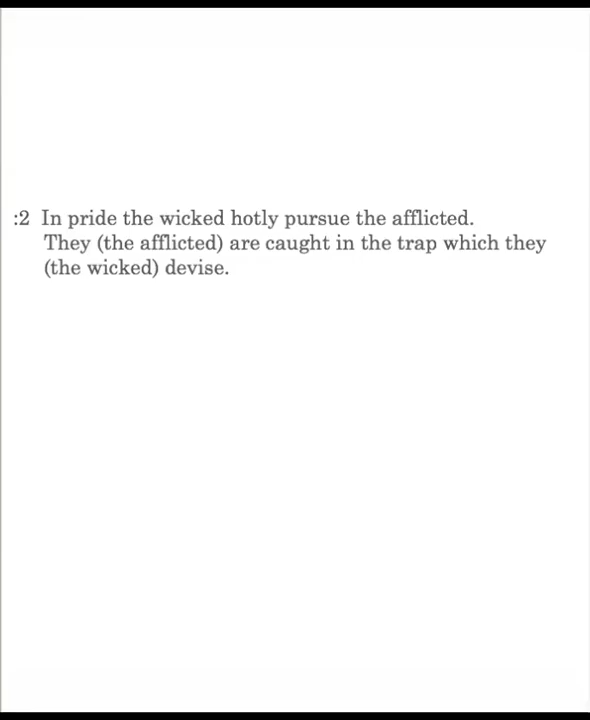 :2 In pride the wicked hotly pursue the afflicted.
They (the afflicted) are caught in the trap which they
(the wicked) devise.